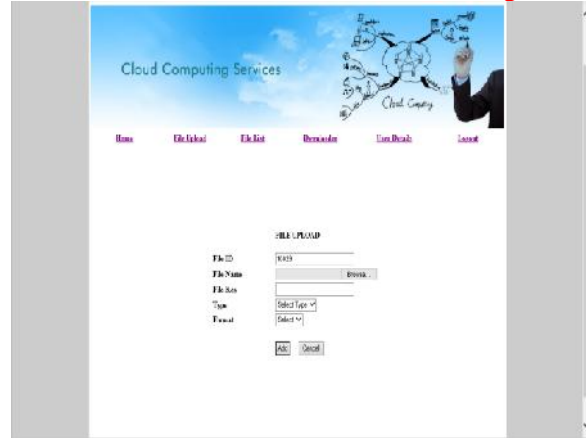 Cloud Computing Services
Home File Upload File List Downloader User Details Logout
FILE UPLOAD
File ID
File Name Browse...
File Key
Type Select Type
Format Select
Add Cancel